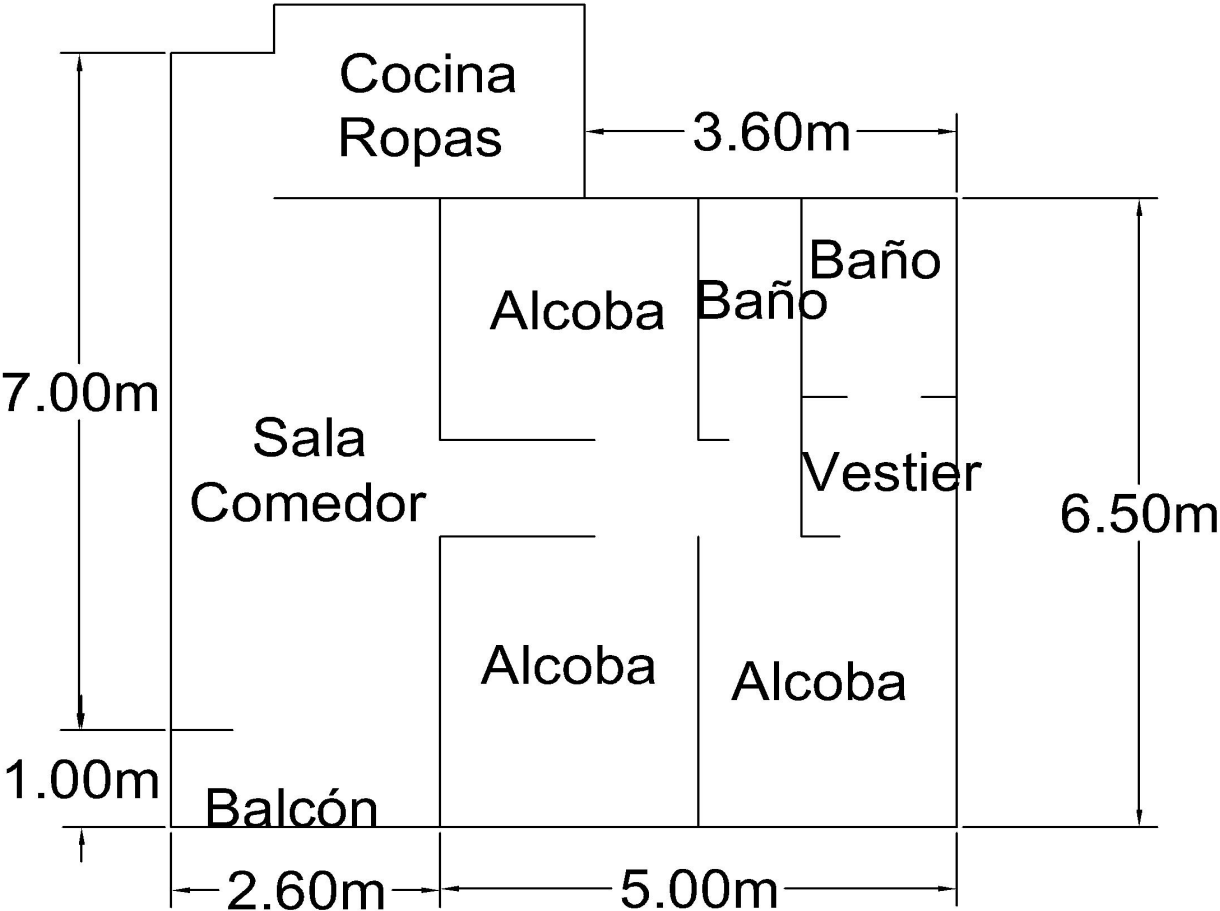 Cocina
Ropas
3.60m
Baño
Baño
Alcoba
7.00m
Sala
Comedor
Vestier
6.50m
Alcoba
Alcoba
1.00m
Balcón
2.60m
5.00m